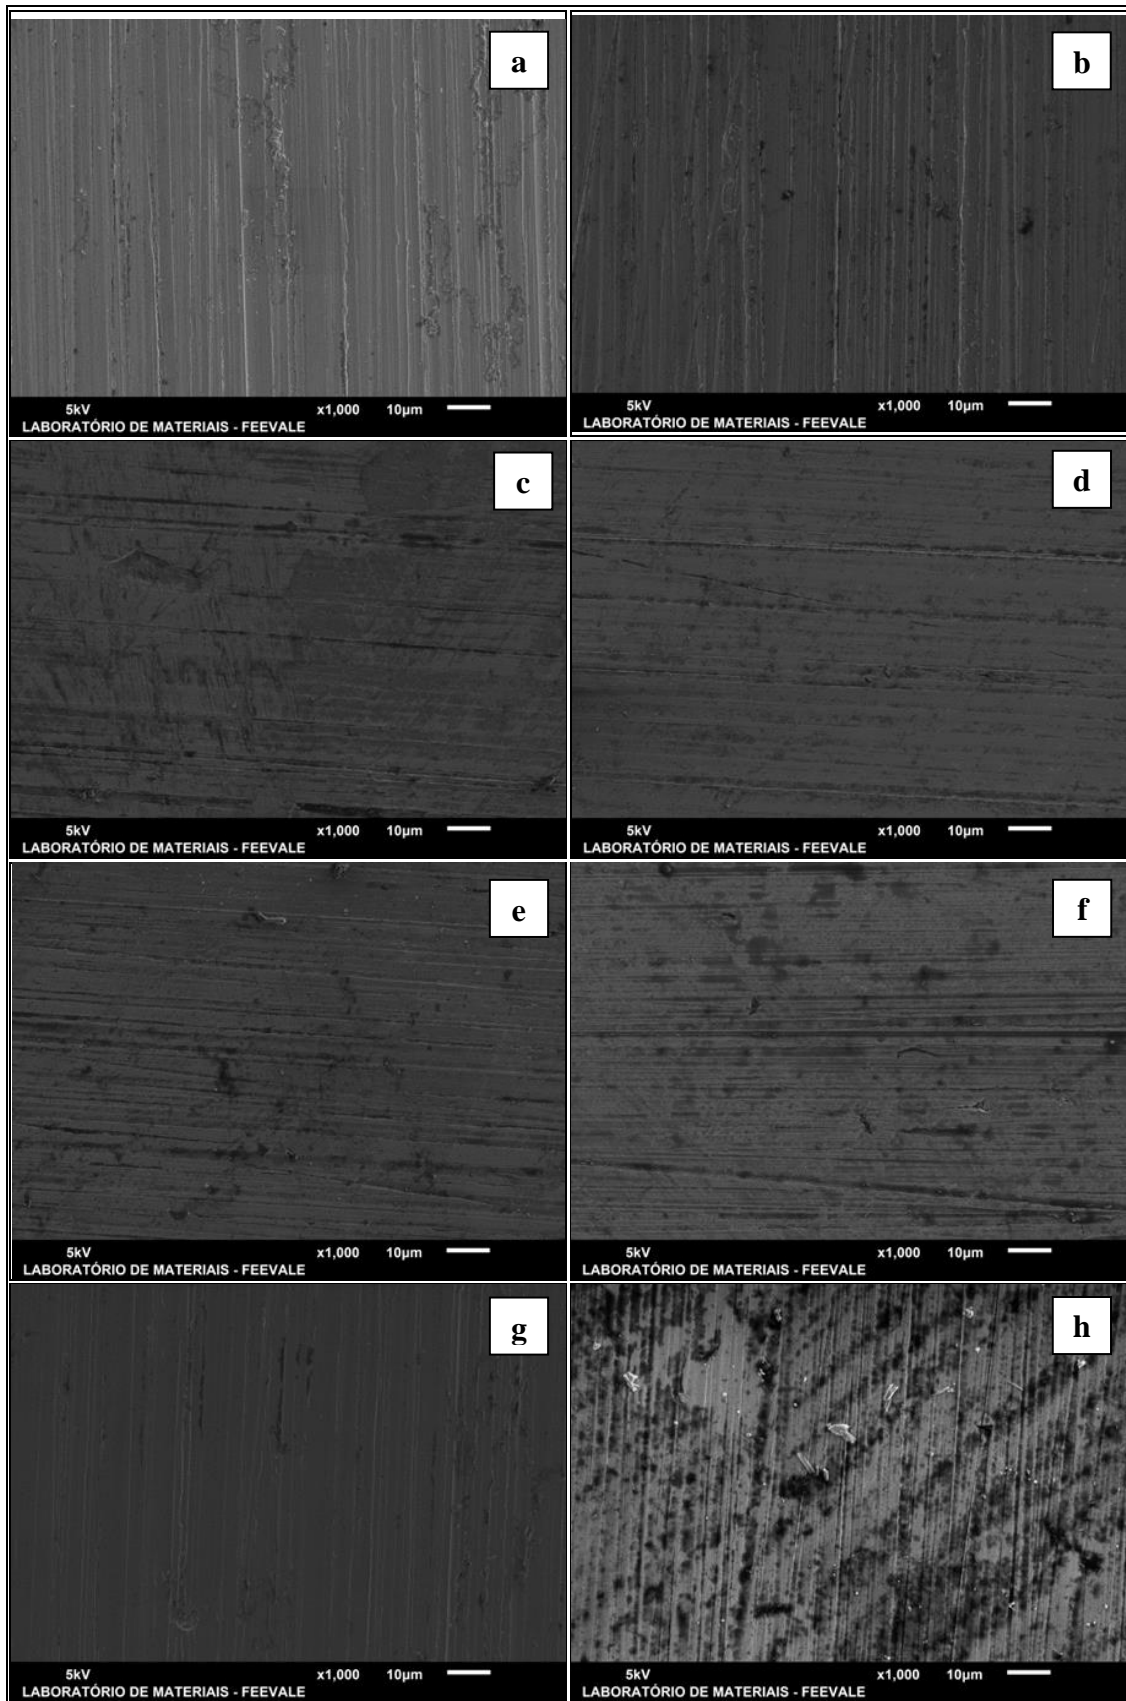 a
5kV x1,000 10µm
LABORATÓRIO DE MATERIAIS - FEEVALE
b
5kV x1,000 10µm
LABORATÓRIO DE MATERIAIS - FEEVALE
c
5kV x1,000 10µm
LABORATÓRIO DE MATERIAIS - FEEVALE
d
5kV x1,000 10µm
LABORATÓRIO DE MATERIAIS - FEEVALE
e
5kV x1,000 10µm
LABORATÓRIO DE MATERIAIS - FEEVALE
f
5kV x1,000 10µm
LABORATÓRIO DE MATERIAIS - FEEVALE
g
5kV x1,000 10µm
LABORATÓRIO DE MATERIAIS - FEEVALE
h
5kV x1,000 10µm
LABORATÓRIO DE MATERIAIS - FEEVALE